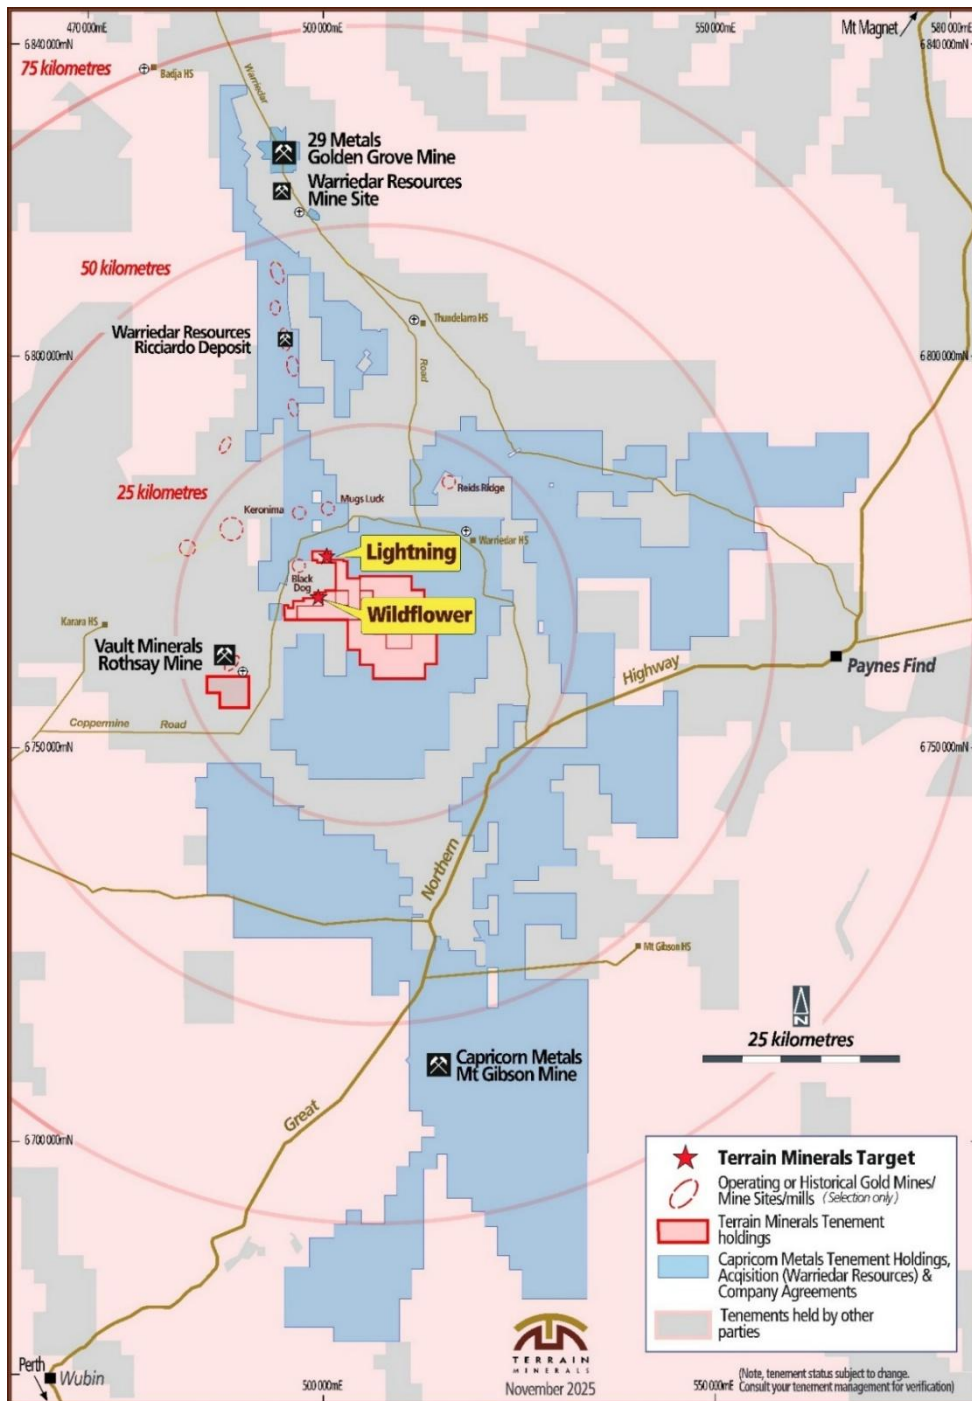 470 000mE
500 000mE
550 000mE
580 000mE
Mt Magnet
6 840 000mN
6 840 000mN
75 kilometres
Badja HS
Warriedar
29 Metals
Golden Grove Mine
Warriedar Resources
Mine Site
50 kilometres
Thundelarra HS
Warriedar Resources
Ricciardo Deposit
6 800 000mN
6 800 000mN
Road
25 kilometres
Reids Ridge
Mugs Luck
Keronima
Warriedar HS
Lightning
Black
Dog
Wildflower
Karara HS
Vault Minerals
Rothsay Mine
Paynes Find
Highway
Coppermine Road
6 750 000mN
6 750 000mN
Northern
Mt Gibson HS
N
25 kilometres
Capricorn Metals
Mt Gibson Mine
Great
6 700 000mN
Terrain Minerals Target
Operating or Historical Gold Mines/
Mine Sites/mills (Selection only)
Terrain Minerals Tenement
holdings
Capricorn Metals Tenement Holdings,
Acqisition (Warriedar Resources) &
Company Agreements
Tenements held by other
parties
TERRAIN
MINERALS
November 2025
Perth
Wubin
500 000mE
550 000mE
(Note, tenement status subject to change.
Consult your tenement management for verification)